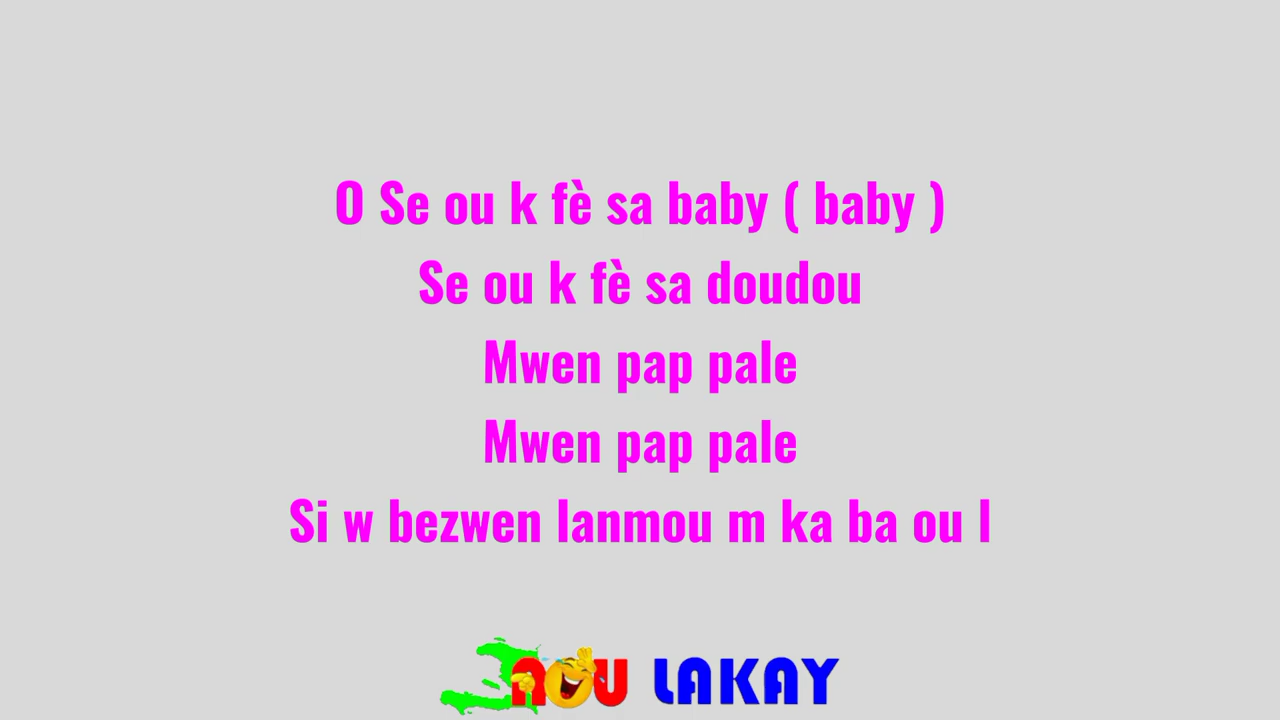 O Se ou k fè sa baby ( baby )
Se ou k fè sa doudou
Mwen pap pale
Mwen pap pale
Si w bezwen lanmou m ka ba ou l
NOU LAKAY